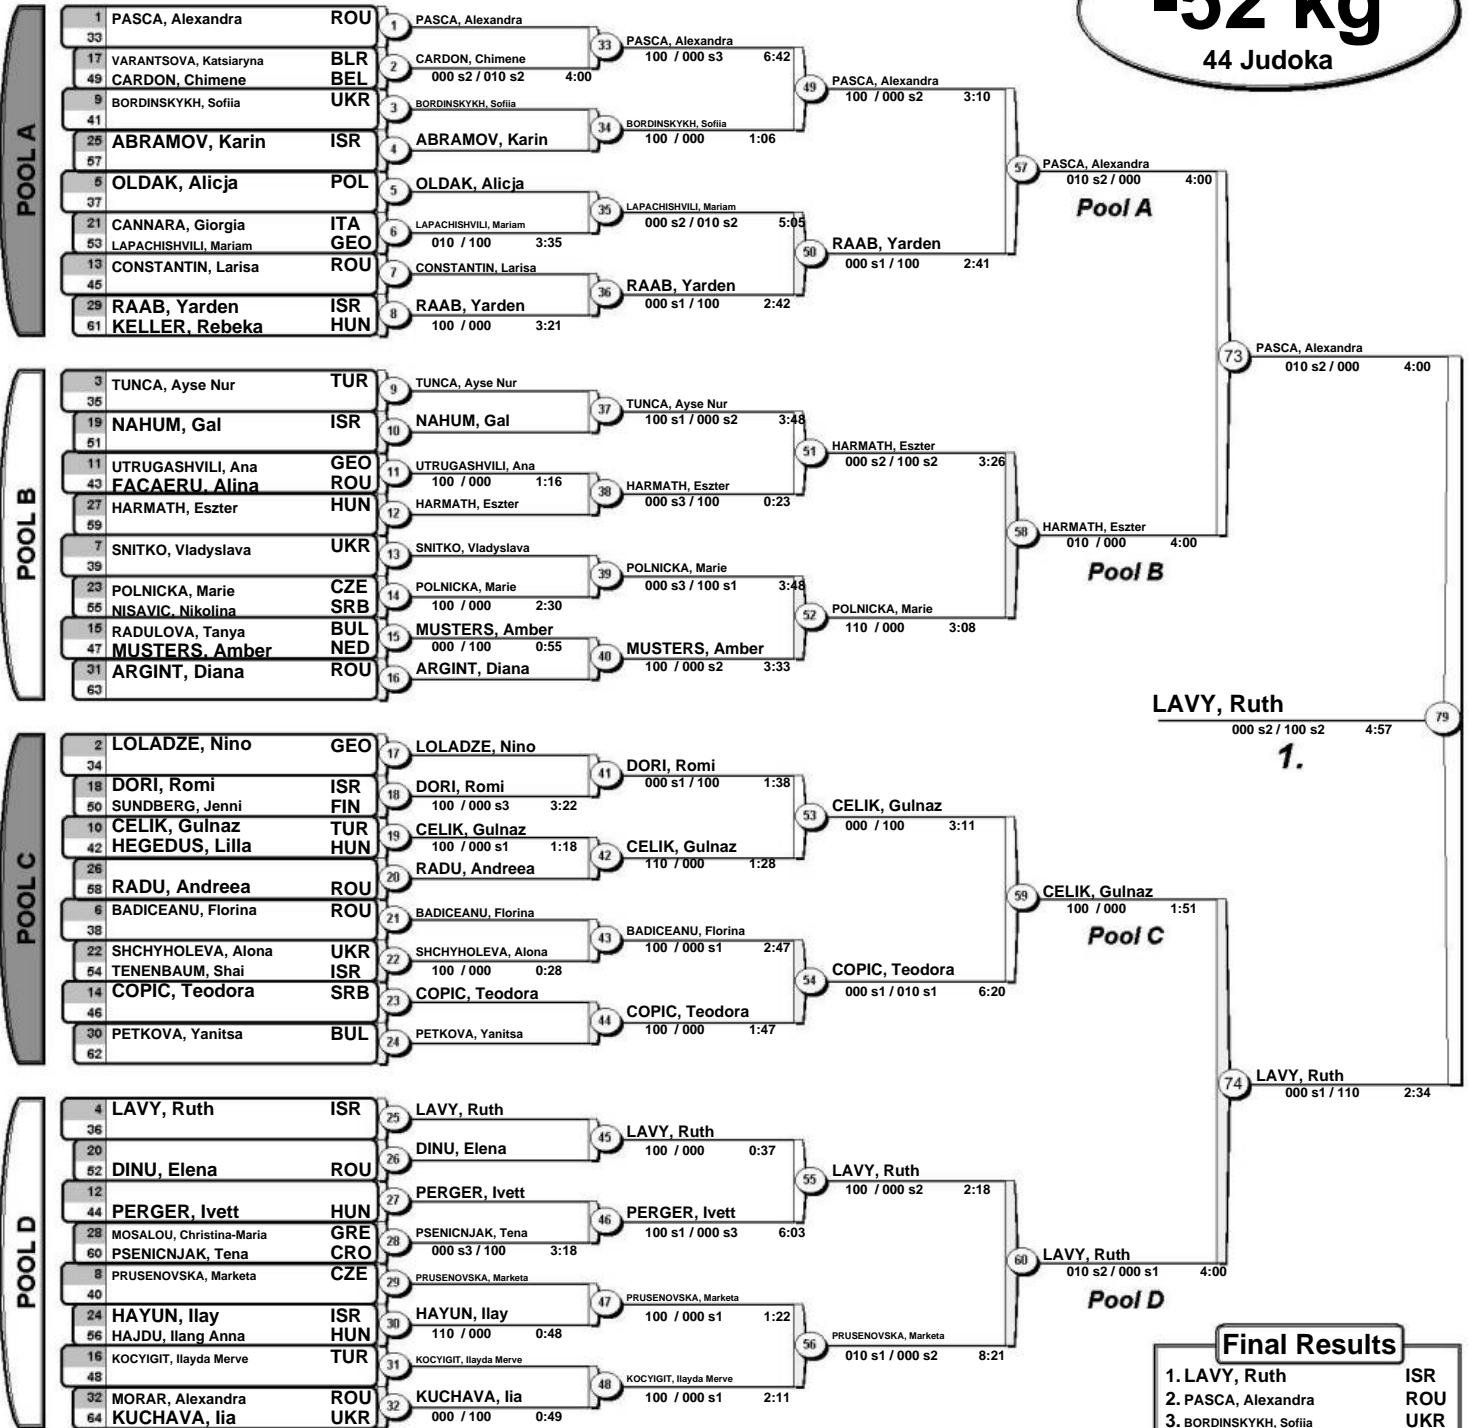 -52 kg
44 Judoka
POOL A
1 PASCA, Alexandra ROU
33
17 VARANTSOVA, Katsiaryna BLR
49 CARDON, Chimene BEL
9 BORDINSKYKH, Sofiia UKR
41
25 ABRAMOV, Karin ISR
57
5 OLDAK, Alicja POL
37
21 CANNARA, Giorgia ITA
53 LAPACHISHVILI, Mariam GEO
13 CONSTANTIN, Larisa ROU
45
29 RAAB, Yarden ISR
61 KELLER, Rebeka HUN
1 PASCA, Alexandra
2 CARDON, Chimene
000 s2 / 010 s2 4:00
3 BORDINSKYKH, Sofiia
4 ABRAMOV, Karin
5 OLDAK, Alicja
6 LAPACHISHVILI, Mariam
010 / 100 3:35
7 CONSTANTIN, Larisa
8 RAAB, Yarden
100 / 000 3:21
33 PASCA, Alexandra
100 / 000 s3 6:42
34 BORDINSKYKH, Sofiia
100 / 000 1:06
35 LAPACHISHVILI, Mariam
000 s2 / 010 s2 5:05
36 RAAB, Yarden
000 s1 / 100 2:42
49 PASCA, Alexandra
100 / 000 s2 3:10
50 RAAB, Yarden
000 s1 / 100 2:41
57 PASCA, Alexandra
010 s2 / 000 4:00
Pool A
POOL B
3 TUNCA, Ayse Nur TUR
35
19 NAHUM, Gal ISR
51
11 UTRUGASHVILI, Ana GEO
43 FACAERU, Alina ROU
27 HARMATH, Eszter HUN
59
7 SNITKO, Vladyslava UKR
39
23 POLNICKA, Marie CZE
55 NISAVIC, Nikolina SRB
15 RADULOVA, Tanya BUL
47 MUSTERS, Amber NED
31 ARGINT, Diana ROU
63
9 TUNCA, Ayse Nur
10 NAHUM, Gal
11 UTRUGASHVILI, Ana
100 / 000 1:16
12 HARMATH, Eszter
13 SNITKO, Vladyslava
14 POLNICKA, Marie
100 / 000 2:30
15 MUSTERS, Amber
000 / 100 0:55
16 ARGINT, Diana
37 TUNCA, Ayse Nur
100 s1 / 000 s2 3:48
38 HARMATH, Eszter
000 s3 / 100 0:23
39 POLNICKA, Marie
000 s3 / 100 s1 3:48
40 MUSTERS, Amber
100 / 000 s2 3:33
51 HARMATH, Eszter
000 s2 / 100 s2 3:26
52 POLNICKA, Marie
110 / 000 3:08
58 HARMATH, Eszter
010 / 000 4:00
Pool B
73 PASCA, Alexandra
010 s2 / 000 4:00
LAVY, Ruth 79
000 s2 / 100 s2 4:57
1.
POOL C
2 LOLADZE, Nino GEO
34
18 DORI, Romi ISR
50 SUNDBERG, Jenni FIN
10 CELIK, Gulnaz TUR
42 HEGEDUS, Lilla HUN
26
58 RADU, Andreea ROU
6 BADICEANU, Florina ROU
38
22 SHCHYHOLEVA, Alona UKR
54 TENENBAUM, Shai ISR
14 COPIC, Teodora SRB
46
30 PETKOVA, Yanitsa BUL
62
17 LOLADZE, Nino
18 DORI, Romi
100 / 000 s3 3:22
19 CELIK, Gulnaz
100 / 000 s1 1:18
20 RADU, Andreea
21 BADICEANU, Florina
22 SHCHYHOLEVA, Alona
100 / 000 0:28
23 COPIC, Teodora
24 PETKOVA, Yanitsa
41 DORI, Romi
000 s1 / 100 1:38
42 CELIK, Gulnaz
110 / 000 1:28
43 BADICEANU, Florina
100 / 000 s1 2:47
44 COPIC, Teodora
100 / 000 1:47
53 CELIK, Gulnaz
000 / 100 3:11
54 COPIC, Teodora
000 s1 / 010 s1 6:20
59 CELIK, Gulnaz
100 / 000 1:51
Pool C
POOL D
4 LAVY, Ruth ISR
36
20
52 DINU, Elena ROU
12
44 PERGER, Ivett HUN
28 MOSALOU, Christina-Maria GRE
60 PSENICNJAK, Tena CRO
8 PRUSENOVSKA, Marketa CZE
40
24 HAYUN, Ilay ISR
56 HAJDU, Ilang Anna HUN
16 KOCYIGIT, Ilayda Merve TUR
48
32 MORAR, Alexandra ROU
64 KUCHAVA, Iia UKR
25 LAVY, Ruth
26 DINU, Elena
27 PERGER, Ivett
28 PSENICNJAK, Tena
000 s3 / 100 3:18
29 PRUSENOVSKA, Marketa
30 HAYUN, Ilay
110 / 000 0:48
31 KOCYIGIT, Ilayda Merve
32 KUCHAVA, Iia
000 / 100 0:49
45 LAVY, Ruth
100 / 000 0:37
46 PERGER, Ivett
100 s1 / 000 s3 6:03
47 PRUSENOVSKA, Marketa
100 / 000 s1 1:22
48 KOCYIGIT, Ilayda Merve
100 / 000 s1 2:11
55 LAVY, Ruth
100 / 000 s2 2:18
56 PRUSENOVSKA, Marketa
010 s1 / 000 s2 8:21
60 LAVY, Ruth
010 s2 / 000 s1 4:00
Pool D
74 LAVY, Ruth
000 s1 / 110 2:34
Final Results
1. LAVY, Ruth ISR
2. PASCA, Alexandra ROU
3. BORDINSKYKH, Sofiia UKR